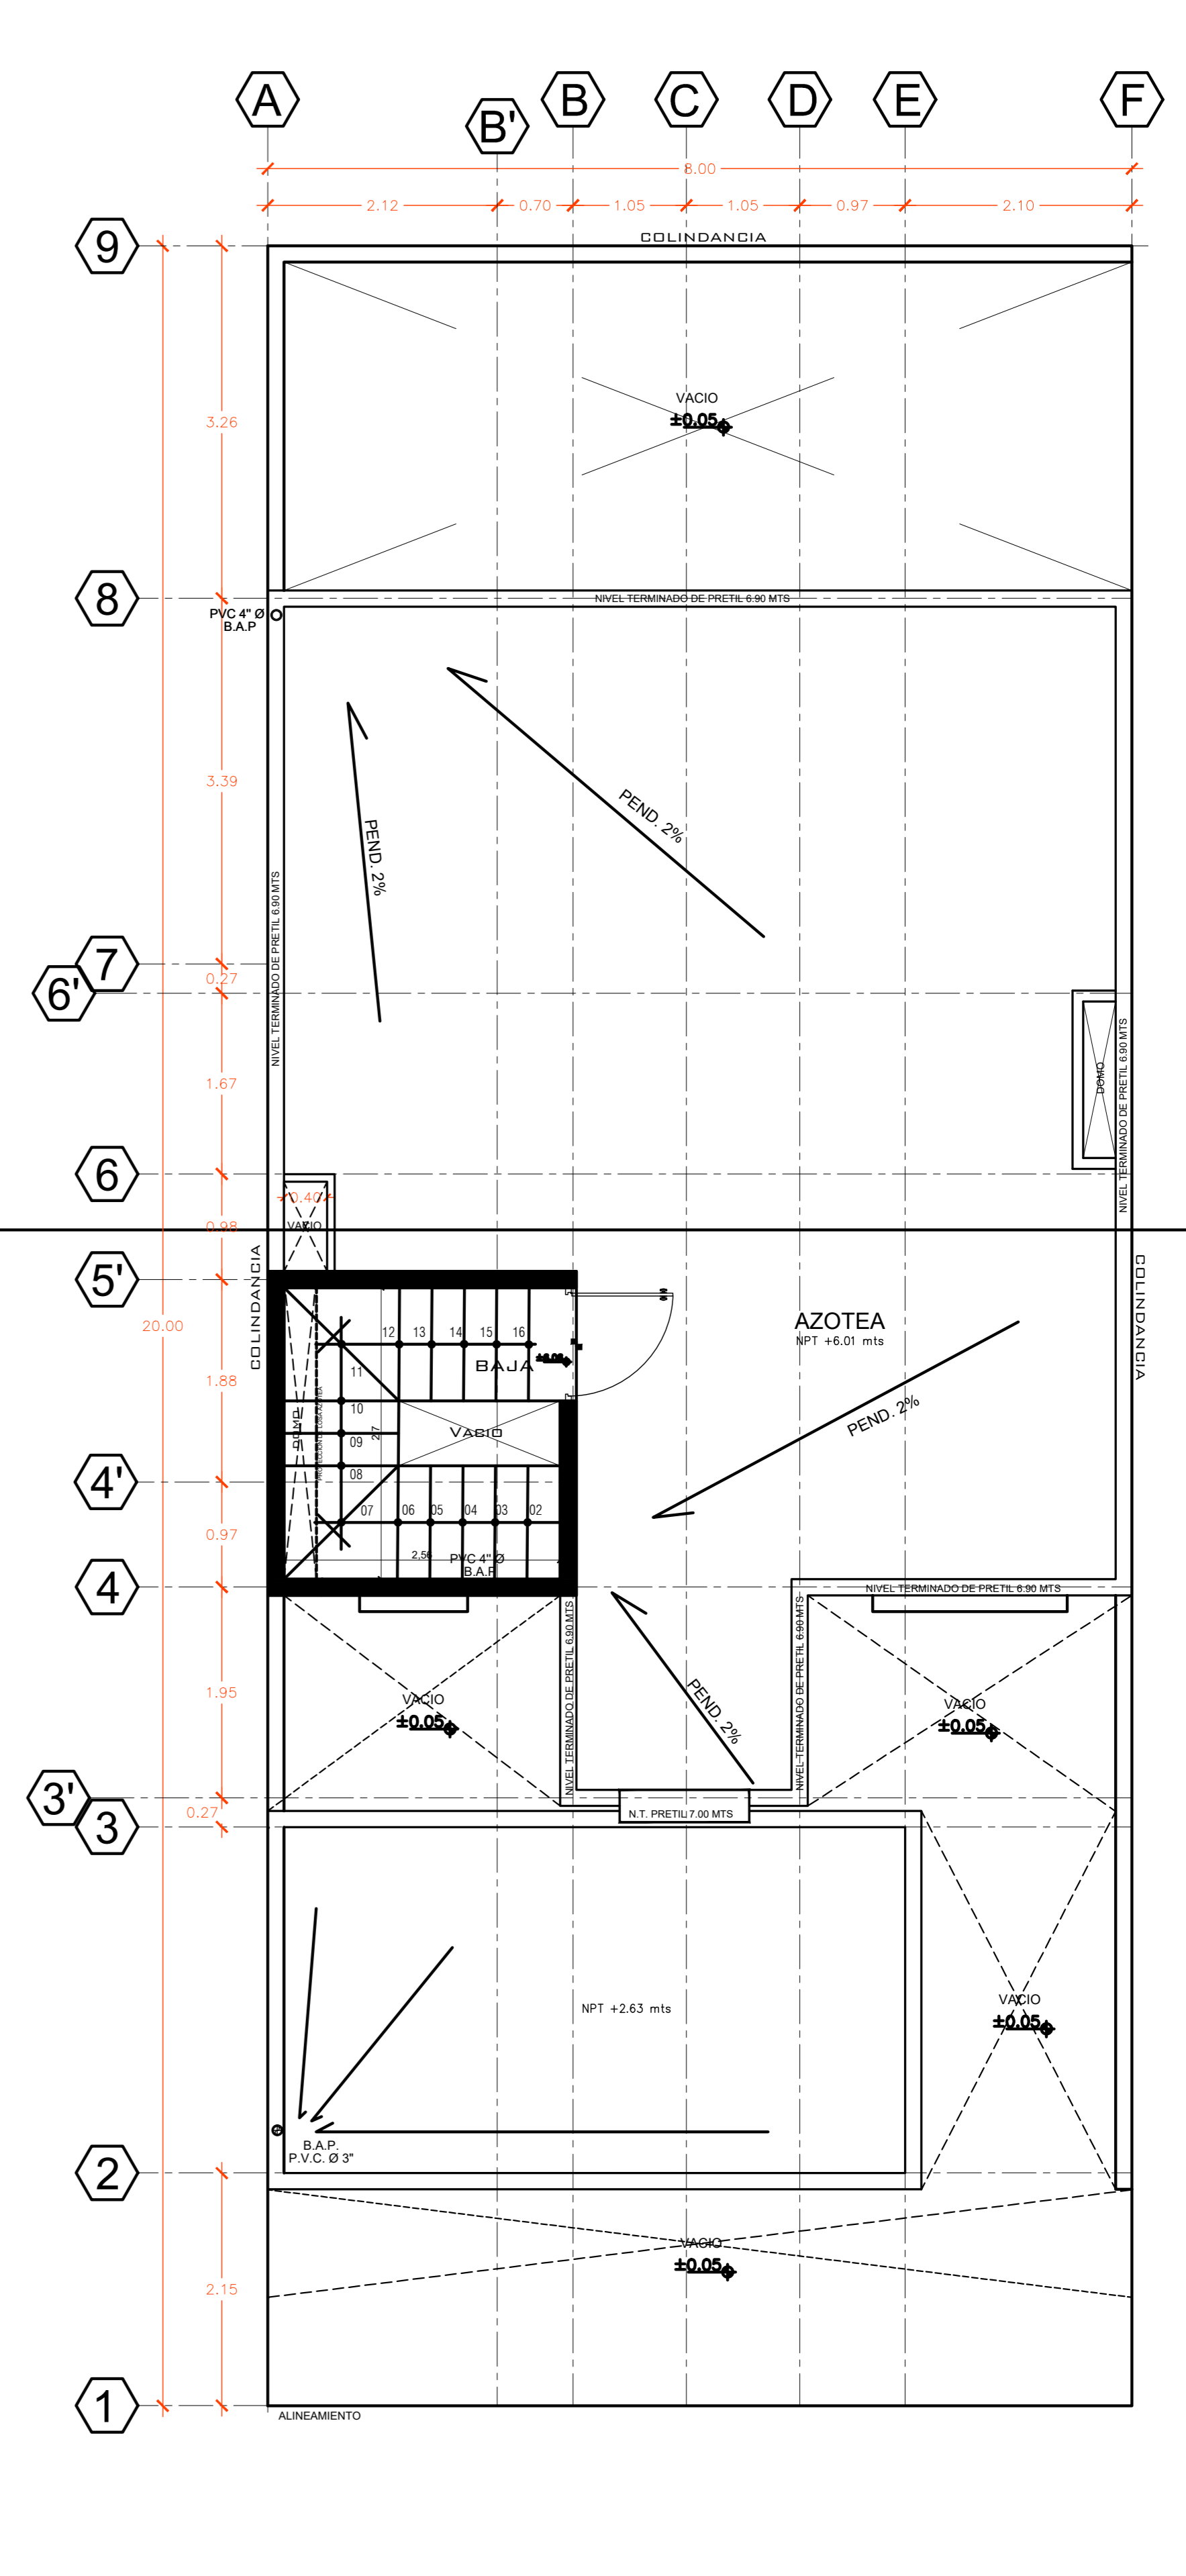 A
B'
B
C
D
E
F
8.00
2.12
0.70
1.05
1.05
0.97
2.10
COLINDANCIA
9
3.26
VACIO
±0.05
8
NIVEL TERMINADO DE PRETIL 6.90 MTS
PVC 4" Ø
B.A.P
3.39
PEND. 2%
PEND. 2%
NIVEL TERMINADO DE PRETIL 6.90 MTS
7
0.27
6'
1.67
DOMO
NIVEL TERMINADO DE PRETIL 6.90 MTS
6
0.40
0.98
VACIO
COLINDANCIA
COLINDANCIA
5'
20.00
AZOTEA
NPT +6.01 mts
12
13
14
15
16
BAJA
11
10
09
08
07
06
05
04
03
02
1.88
DOMO
2.7
VACIO
PEND. 2%
4'
0.97
2,56
PVC 4" Ø
B.A.P
4
NIVEL TERMINADO DE PRETIL 6.90 MTS
NIVEL TERMINADO DE PRETIL 6.90 MTS
NIVEL TERMINADO DE PRETIL 6.90 MTS
1.95
VACIO
±0.05
PEND. 2%
VACIO
±0.05
3'
0.27
3
N.T. PRETIL 7.00 MTS
NPT +2.63 mts
VACIO
±0.05
B.A.P.
P.V.C. Ø 3"
2
VACIO
±0.05
2.15
1
ALINEAMIENTO